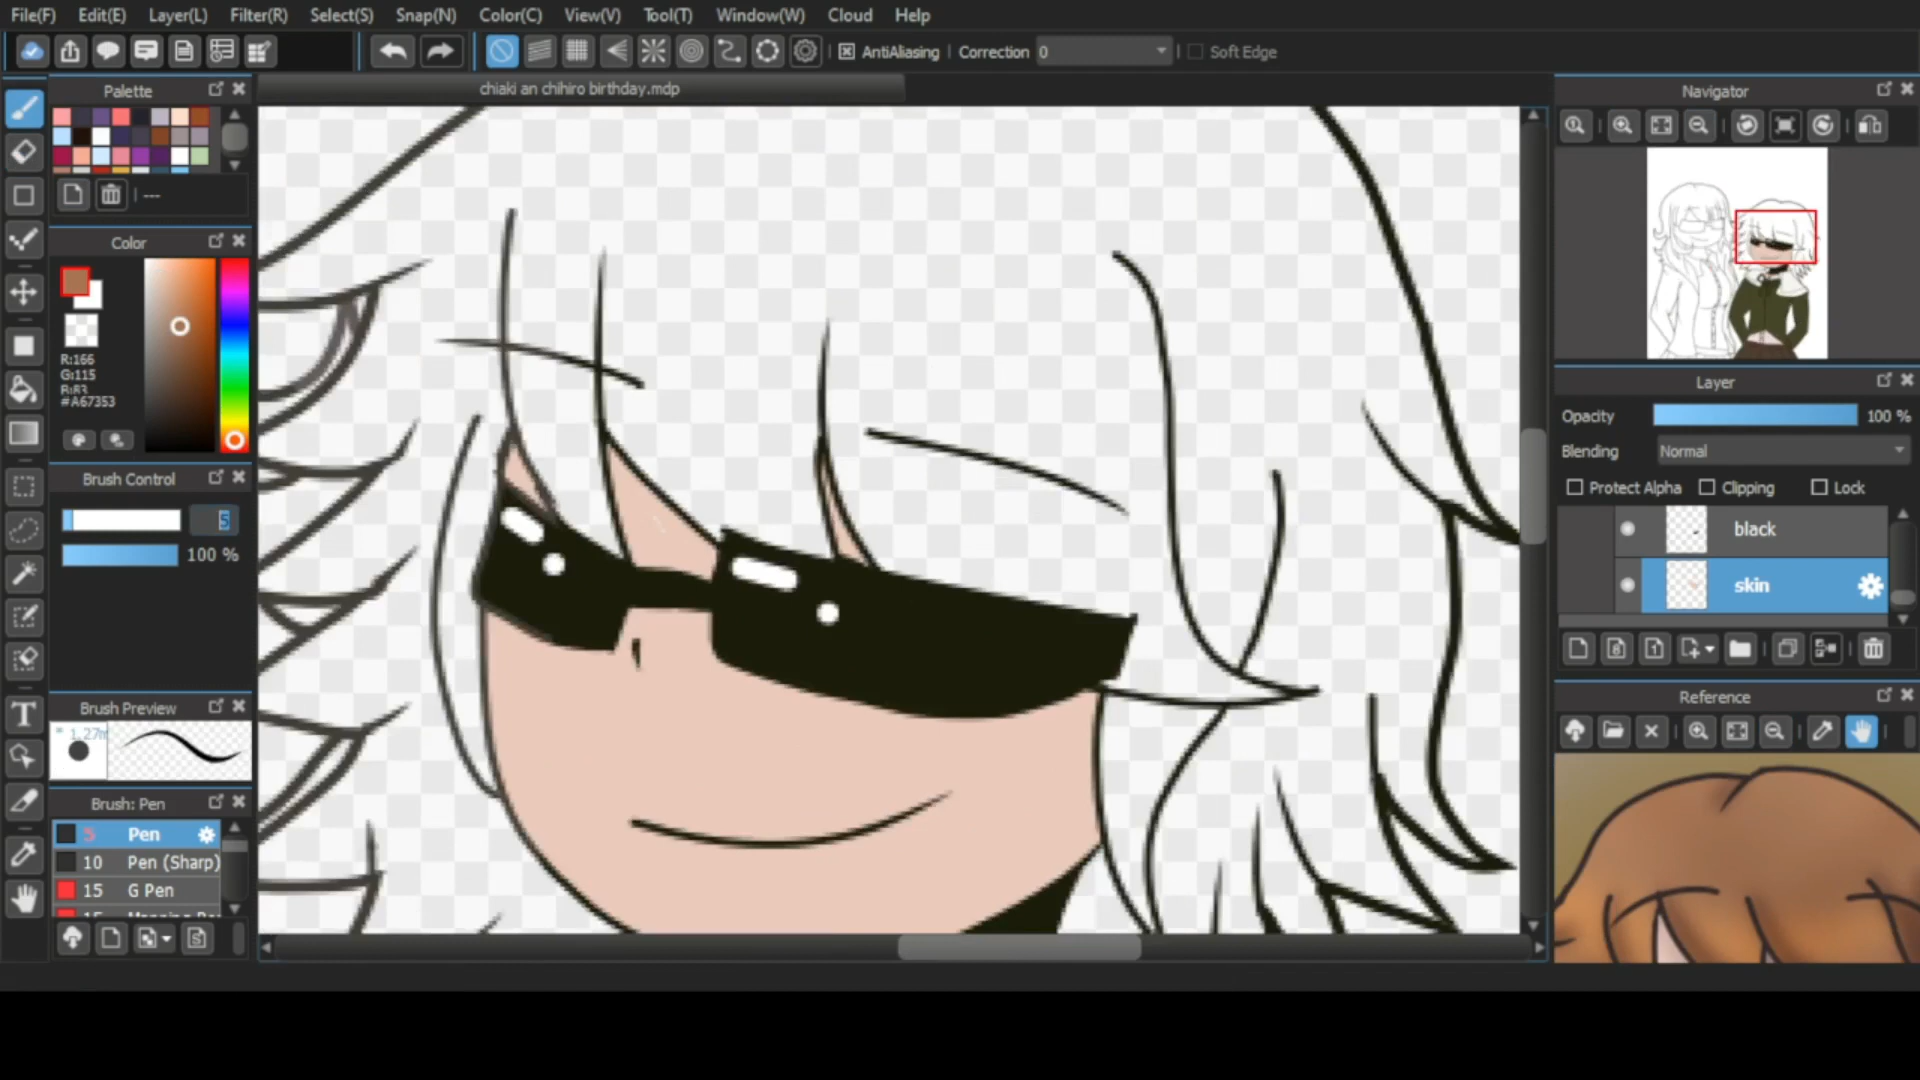 File(F) Edit(E) Layer(L) Filter(R) Select(S) Snap(N) Color(C) View(V) Tool(T) Window(W) Cloud Help
AntiAliasing Correction 0 Soft Edge
Palette
chiaki an chihiro birthday.mdp
Navigator
---
Color
R:166
G:115
B:83
#A67353
Layer
Opacity 100 %
Blending Normal
Protect Alpha Clipping Lock
black
skin
Brush Control
5
100 %
Reference
Brush Preview
Brush: Pen
5 Pen
10 Pen (Sharp)
15 G Pen